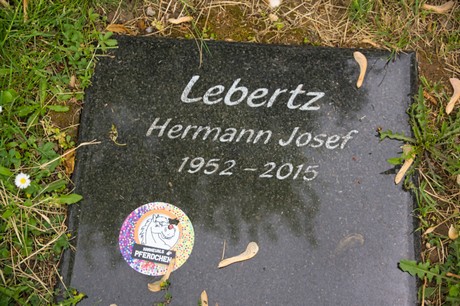 Lebertz
Hermann Josef
1952 – 2015
PFERDCHEN